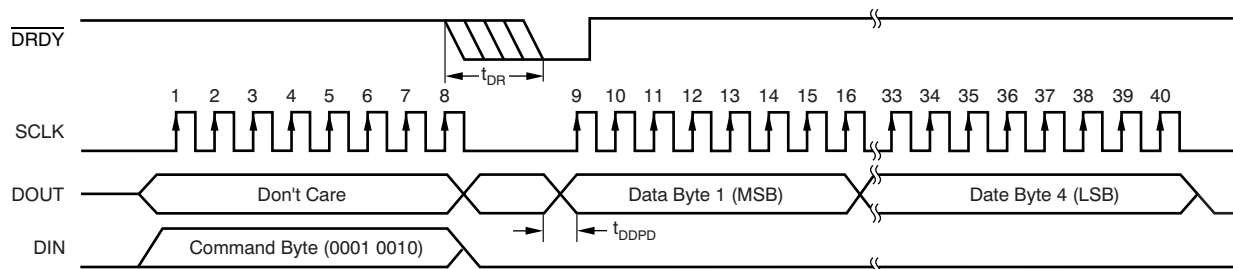 DRDY
tDR
1 2 3 4 5 6 7 8 9 10 11 12 13 14 15 16 33 34 35 36 37 38 39 40
SCLK
DOUT Don't Care Data Byte 1 (MSB) Date Byte 4 (LSB)
tDDPD
DIN Command Byte (0001 0010)